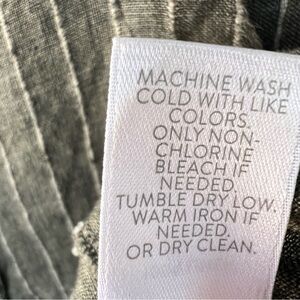 MACHINE WASH
COLD WITH LIKE
COLORS.
ONLY NON-
CHLORINE
BLEACH IF
NEEDED.
TUMBLE DRY LOW.
WARM IRON IF
NEEDED.
OR DRY CLEAN.